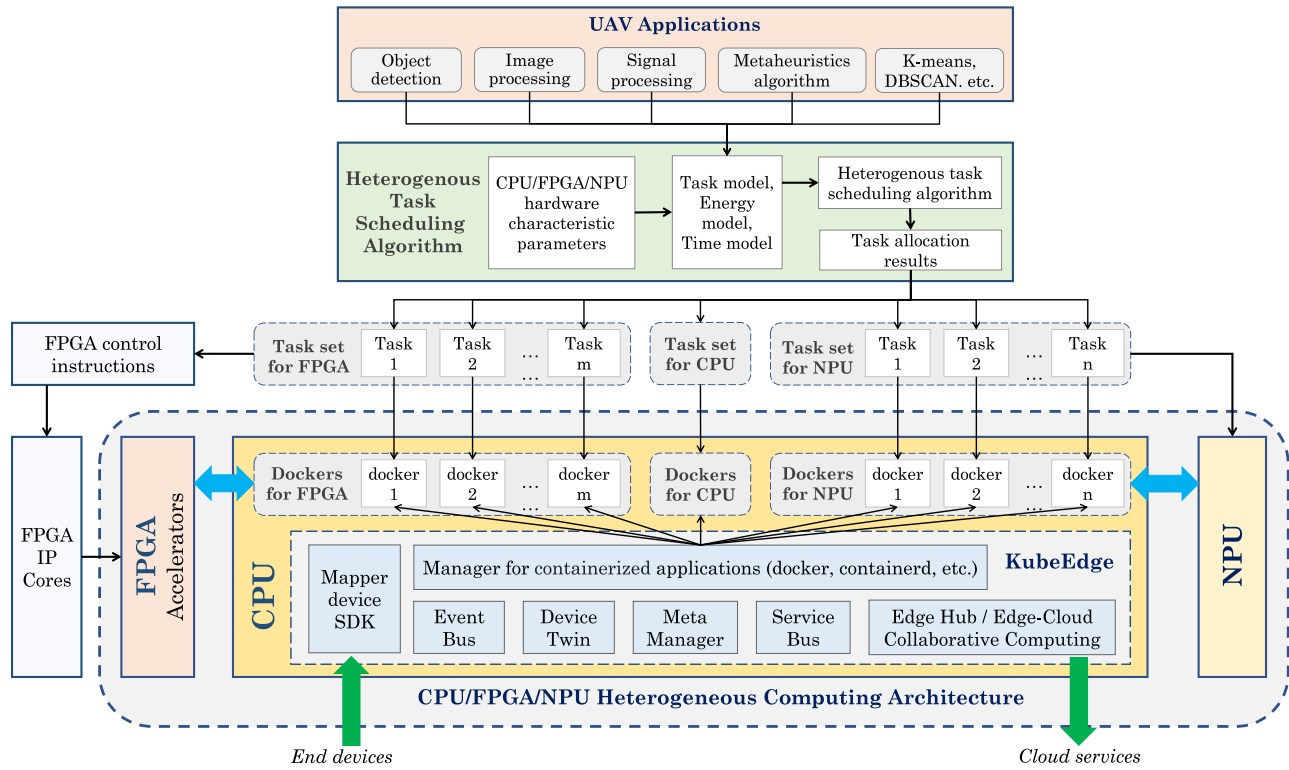 UAV Applications
Object
detection
Image
processing
Signal
processing
Metaheuristics
algorithm
K-means,
DBSCAN. etc.
Heterogenous
Task
Scheduling
Algorithm
CPU/FPGA/NPU
hardware
characteristic
parameters
Task model,
Energy
model,
Time model
Heterogenous task
scheduling algorithm
Task allocation
results
FPGA control
instructions
Task set
for FPGA
Task
1
Task
2
...
...
Task
m
Task set
for CPU
Task set
for NPU
Task
1
Task
2
...
...
Task
n
FPGA
IP
Cores
FPGA
Accelerators
CPU
Dockers
for FPGA
docker
1
docker
2
...
...
docker
m
Dockers
for CPU
Dockers
for NPU
docker
1
docker
2
...
...
docker
n
NPU
Mapper
device
SDK
Manager for containerized applications (docker, containerd, etc.)
KubeEdge
Event
Bus
Device
Twin
Meta
Manager
Service
Bus
Edge Hub / Edge-Cloud
Collaborative Computing
CPU/FPGA/NPU Heterogeneous Computing Architecture
End devices
Cloud services